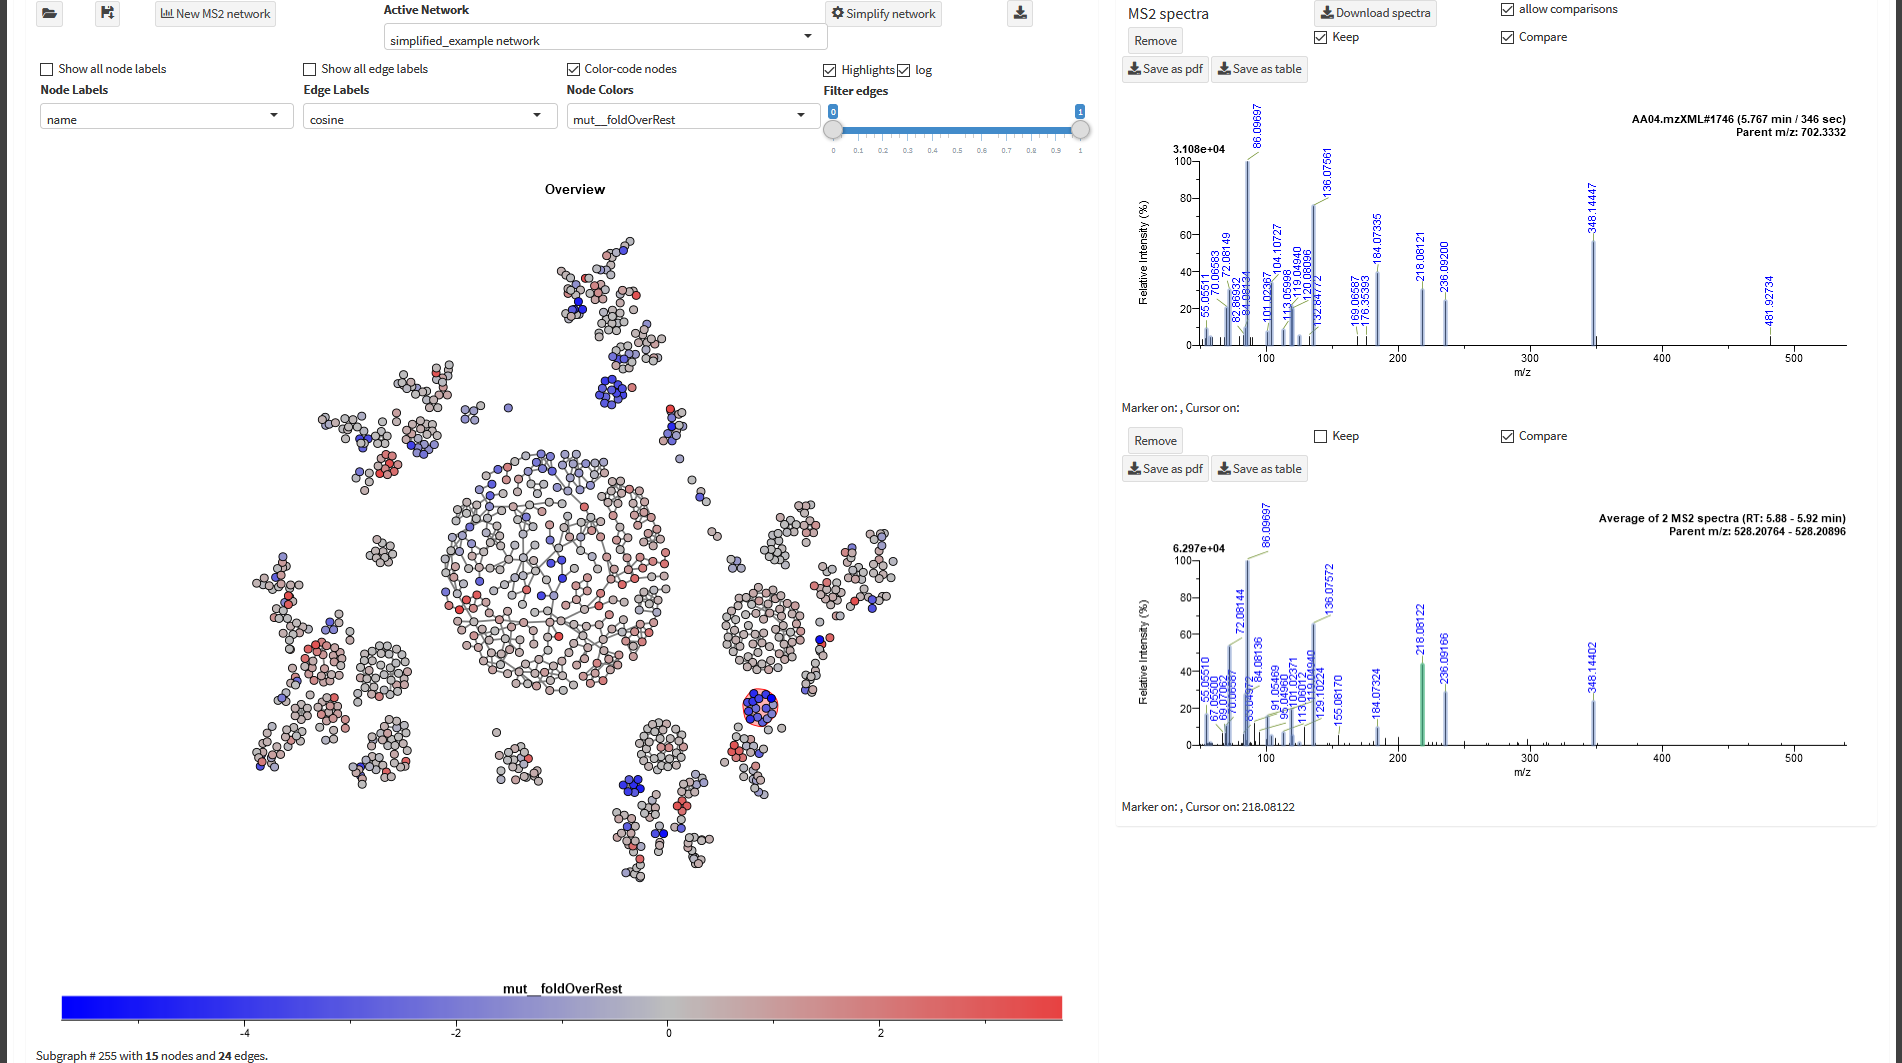 New MS2 network
Active Network
simplified_example network
Simplify network
Show all node labels
Show all edge labels
Color-code nodes
Highlights
log
Node Labels
name
Edge Labels
cosine
Node Colors
mut__foldOverRest
Filter edges
0
1
0 0.1 0.2 0.3 0.4 0.5 0.6 0.7 0.8 0.9 1
Overview
mut__foldOverRest
-4 -2 0 2
Subgraph # 255 with 15 nodes and 24 edges.
MS2 spectra
Download spectra
allow comparisons
Remove
Keep
Compare
Save as pdf
Save as table
AA04.mzXML#1746 (5.767 min / 346 sec)
Parent m/z: 702.3332
3.108e+04
Relative Intensity (%)
100
80
60
40
20
0
55.05511
70.06583
72.08149
82.86932
84.08134
86.09697
101.02367
104.10727
113.05998
119.04940
120.08096
132.84772
136.07561
169.06587
176.35393
184.07335
218.08121
236.09200
348.14447
481.92734
100 200 300 400 500
m/z
Marker on: , Cursor on:
Remove
Keep
Compare
Save as pdf
Save as table
Average of 2 MS2 spectra (RT: 5.88 - 5.92 min)
Parent m/z: 528.20764 - 528.20896
6.297e+04
Relative Intensity (%)
100
80
60
40
20
0
55.05510
67.05500
69.07062
70.06587
72.08144
84.08136
86.09697
91.05469
95.04960
101.02371
113.06012
119.04940
129.10224
136.07572
155.08170
184.07324
218.08122
236.09166
348.14402
100 200 300 400 500
m/z
Marker on: , Cursor on: 218.08122